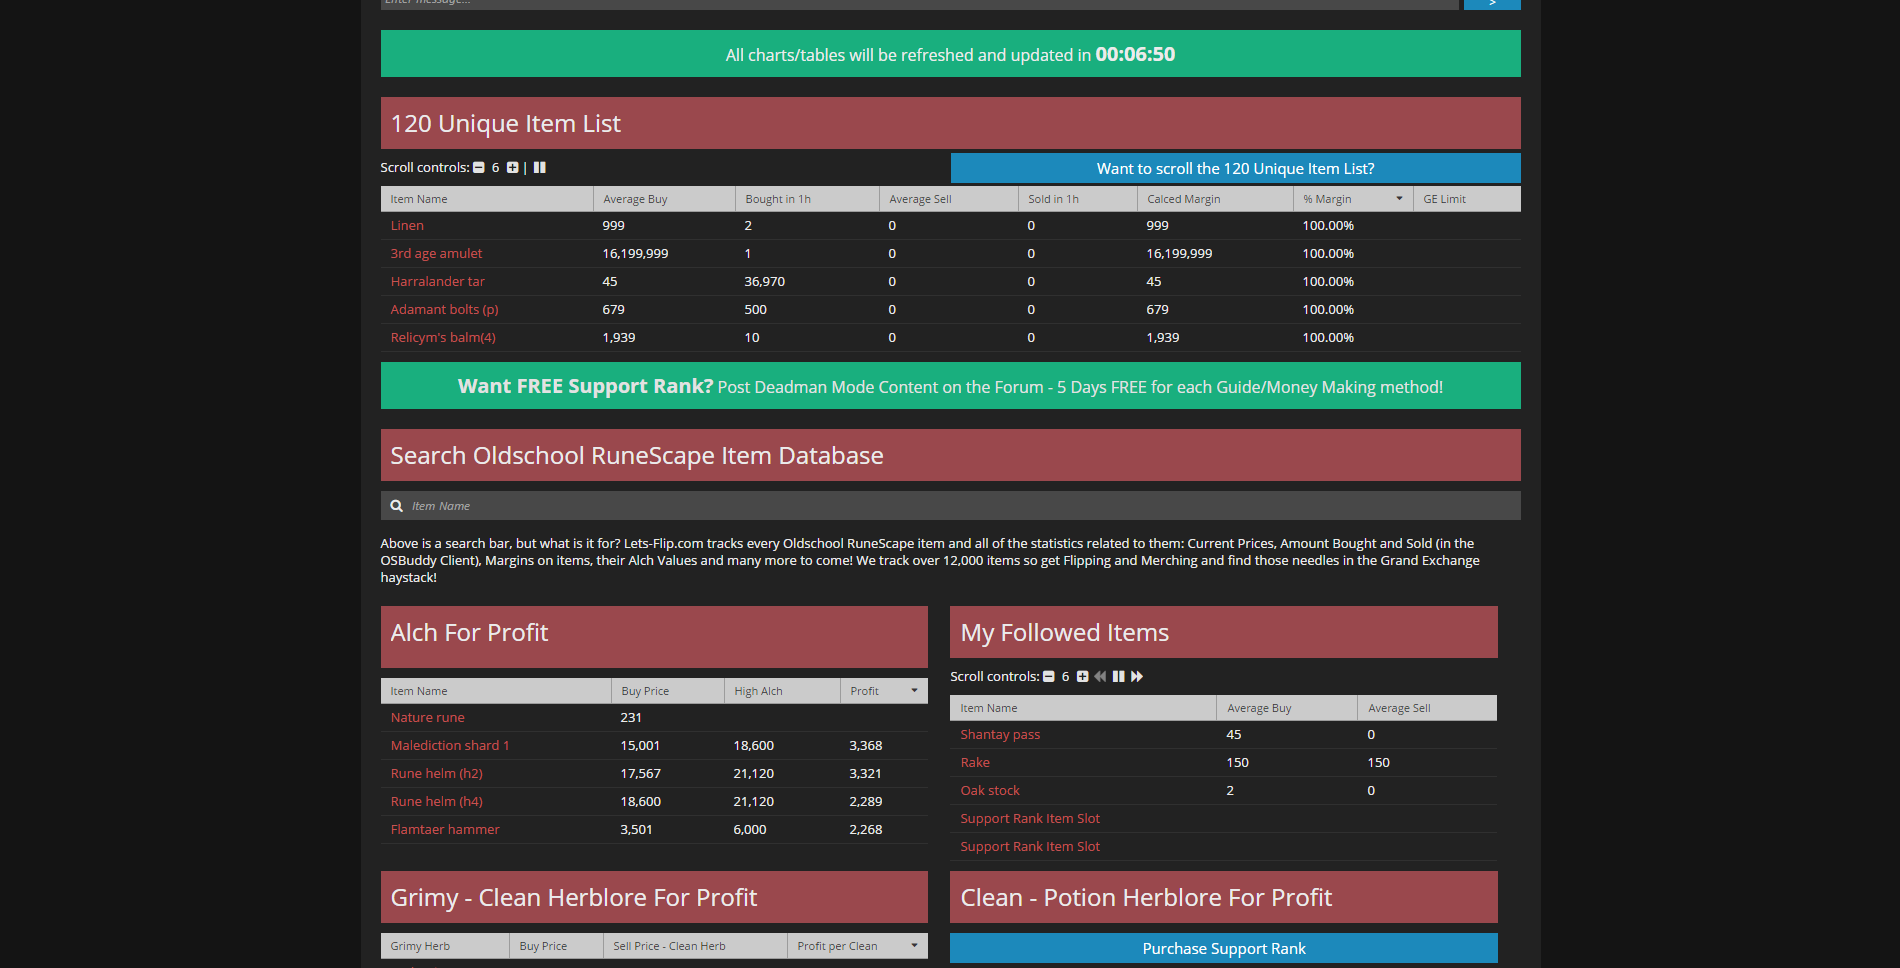 Enter message...
>
All charts/tables will be refreshed and updated in 00:06:50
120 Unique Item List
Scroll controls: 6 |
Want to scroll the 120 Unique Item List?
Item Name Average Buy Bought in 1h Average Sell Sold in 1h Calced Margin % Margin GE Limit
Linen 999 2 0 0 999 100.00%
3rd age amulet 16,199,999 1 0 0 16,199,999 100.00%
Harralander tar 45 36,970 0 0 45 100.00%
Adamant bolts (p) 679 500 0 0 679 100.00%
Relicym's balm(4) 1,939 10 0 0 1,939 100.00%
Want FREE Support Rank? Post Deadman Mode Content on the Forum - 5 Days FREE for each Guide/Money Making method!
Search Oldschool RuneScape Item Database
Item Name
Above is a search bar, but what is it for? Lets-Flip.com tracks every Oldschool RuneScape item and all of the statistics related to them: Current Prices, Amount Bought and Sold (in the
OSBuddy Client), Margins on items, their Alch Values and many more to come! We track over 12,000 items so get Flipping and Merching and find those needles in the Grand Exchange
haystack!
Alch For Profit
Item Name Buy Price High Alch Profit
Nature rune 231
Malediction shard 1 15,001 18,600 3,368
Rune helm (h2) 17,567 21,120 3,321
Rune helm (h4) 18,600 21,120 2,289
Flamtaer hammer 3,501 6,000 2,268
My Followed Items
Scroll controls: 6
Item Name Average Buy Average Sell
Shantay pass 45 0
Rake 150 150
Oak stock 2 0
Support Rank Item Slot
Support Rank Item Slot
Grimy - Clean Herblore For Profit
Grimy Herb Buy Price Sell Price - Clean Herb Profit per Clean
Clean - Potion Herblore For Profit
Purchase Support Rank